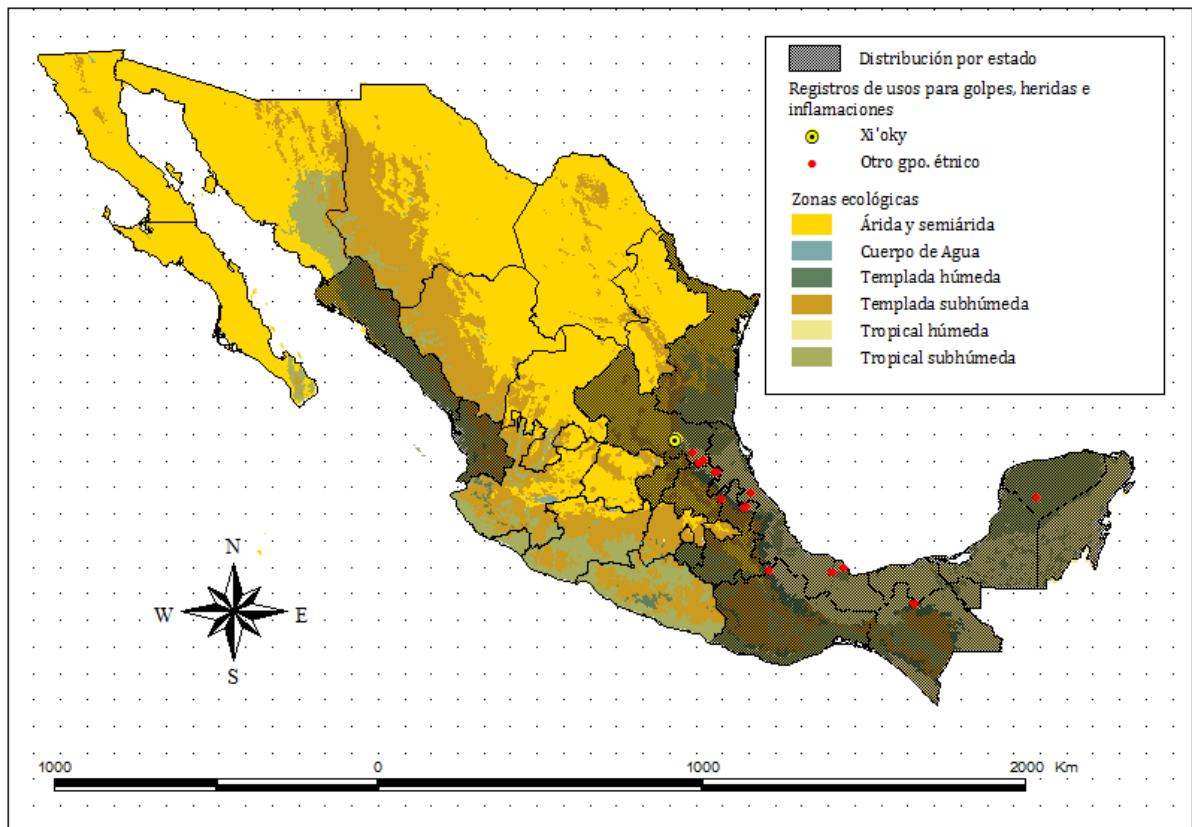 Distribución por estado
Registros de usos para golpes, heridas e
inflamaciones
Xi'oky
Otro gpo. étnico
Zonas ecológicas
Árida y semiárida
Cuerpo de Agua
Templada húmeda
Templada subhúmeda
Tropical húmeda
Tropical subhúmeda
N
W E
S
1000 0 1000 2000 Km